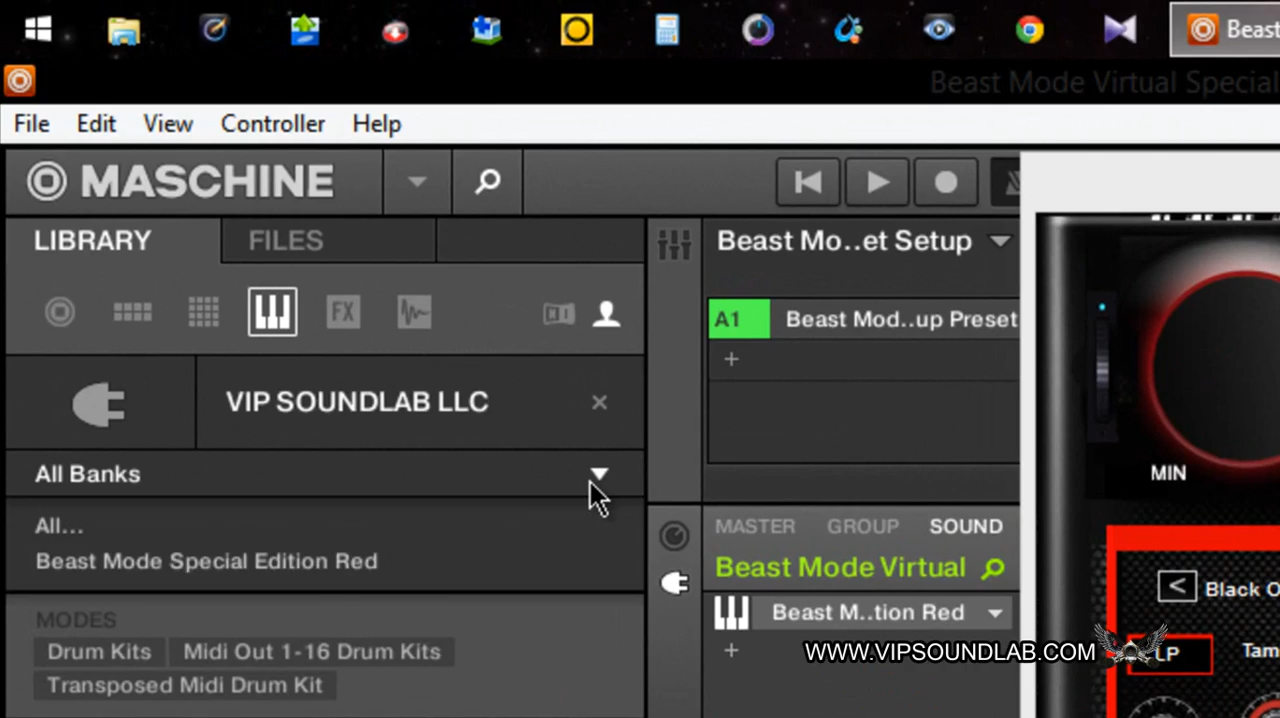 Beast
Beast Mode Virtual Special
File Edit View Controller Help
MASCHINE
LIBRARY FILES
Beast Mo..et Setup
FX
A1 Beast Mod..up Preset
+
VIP SOUNDLAB LLC ×
All Banks
MIN
All...
MASTER GROUP SOUND
Beast Mode Special Edition Red
Beast Mode Virtual
< Black O
MODES
Beast M..tion Red
Drum Kits Midi Out 1-16 Drum Kits
+
WWW.VIPSOUNDLAB.COM
LP Tam
Transposed Midi Drum Kit